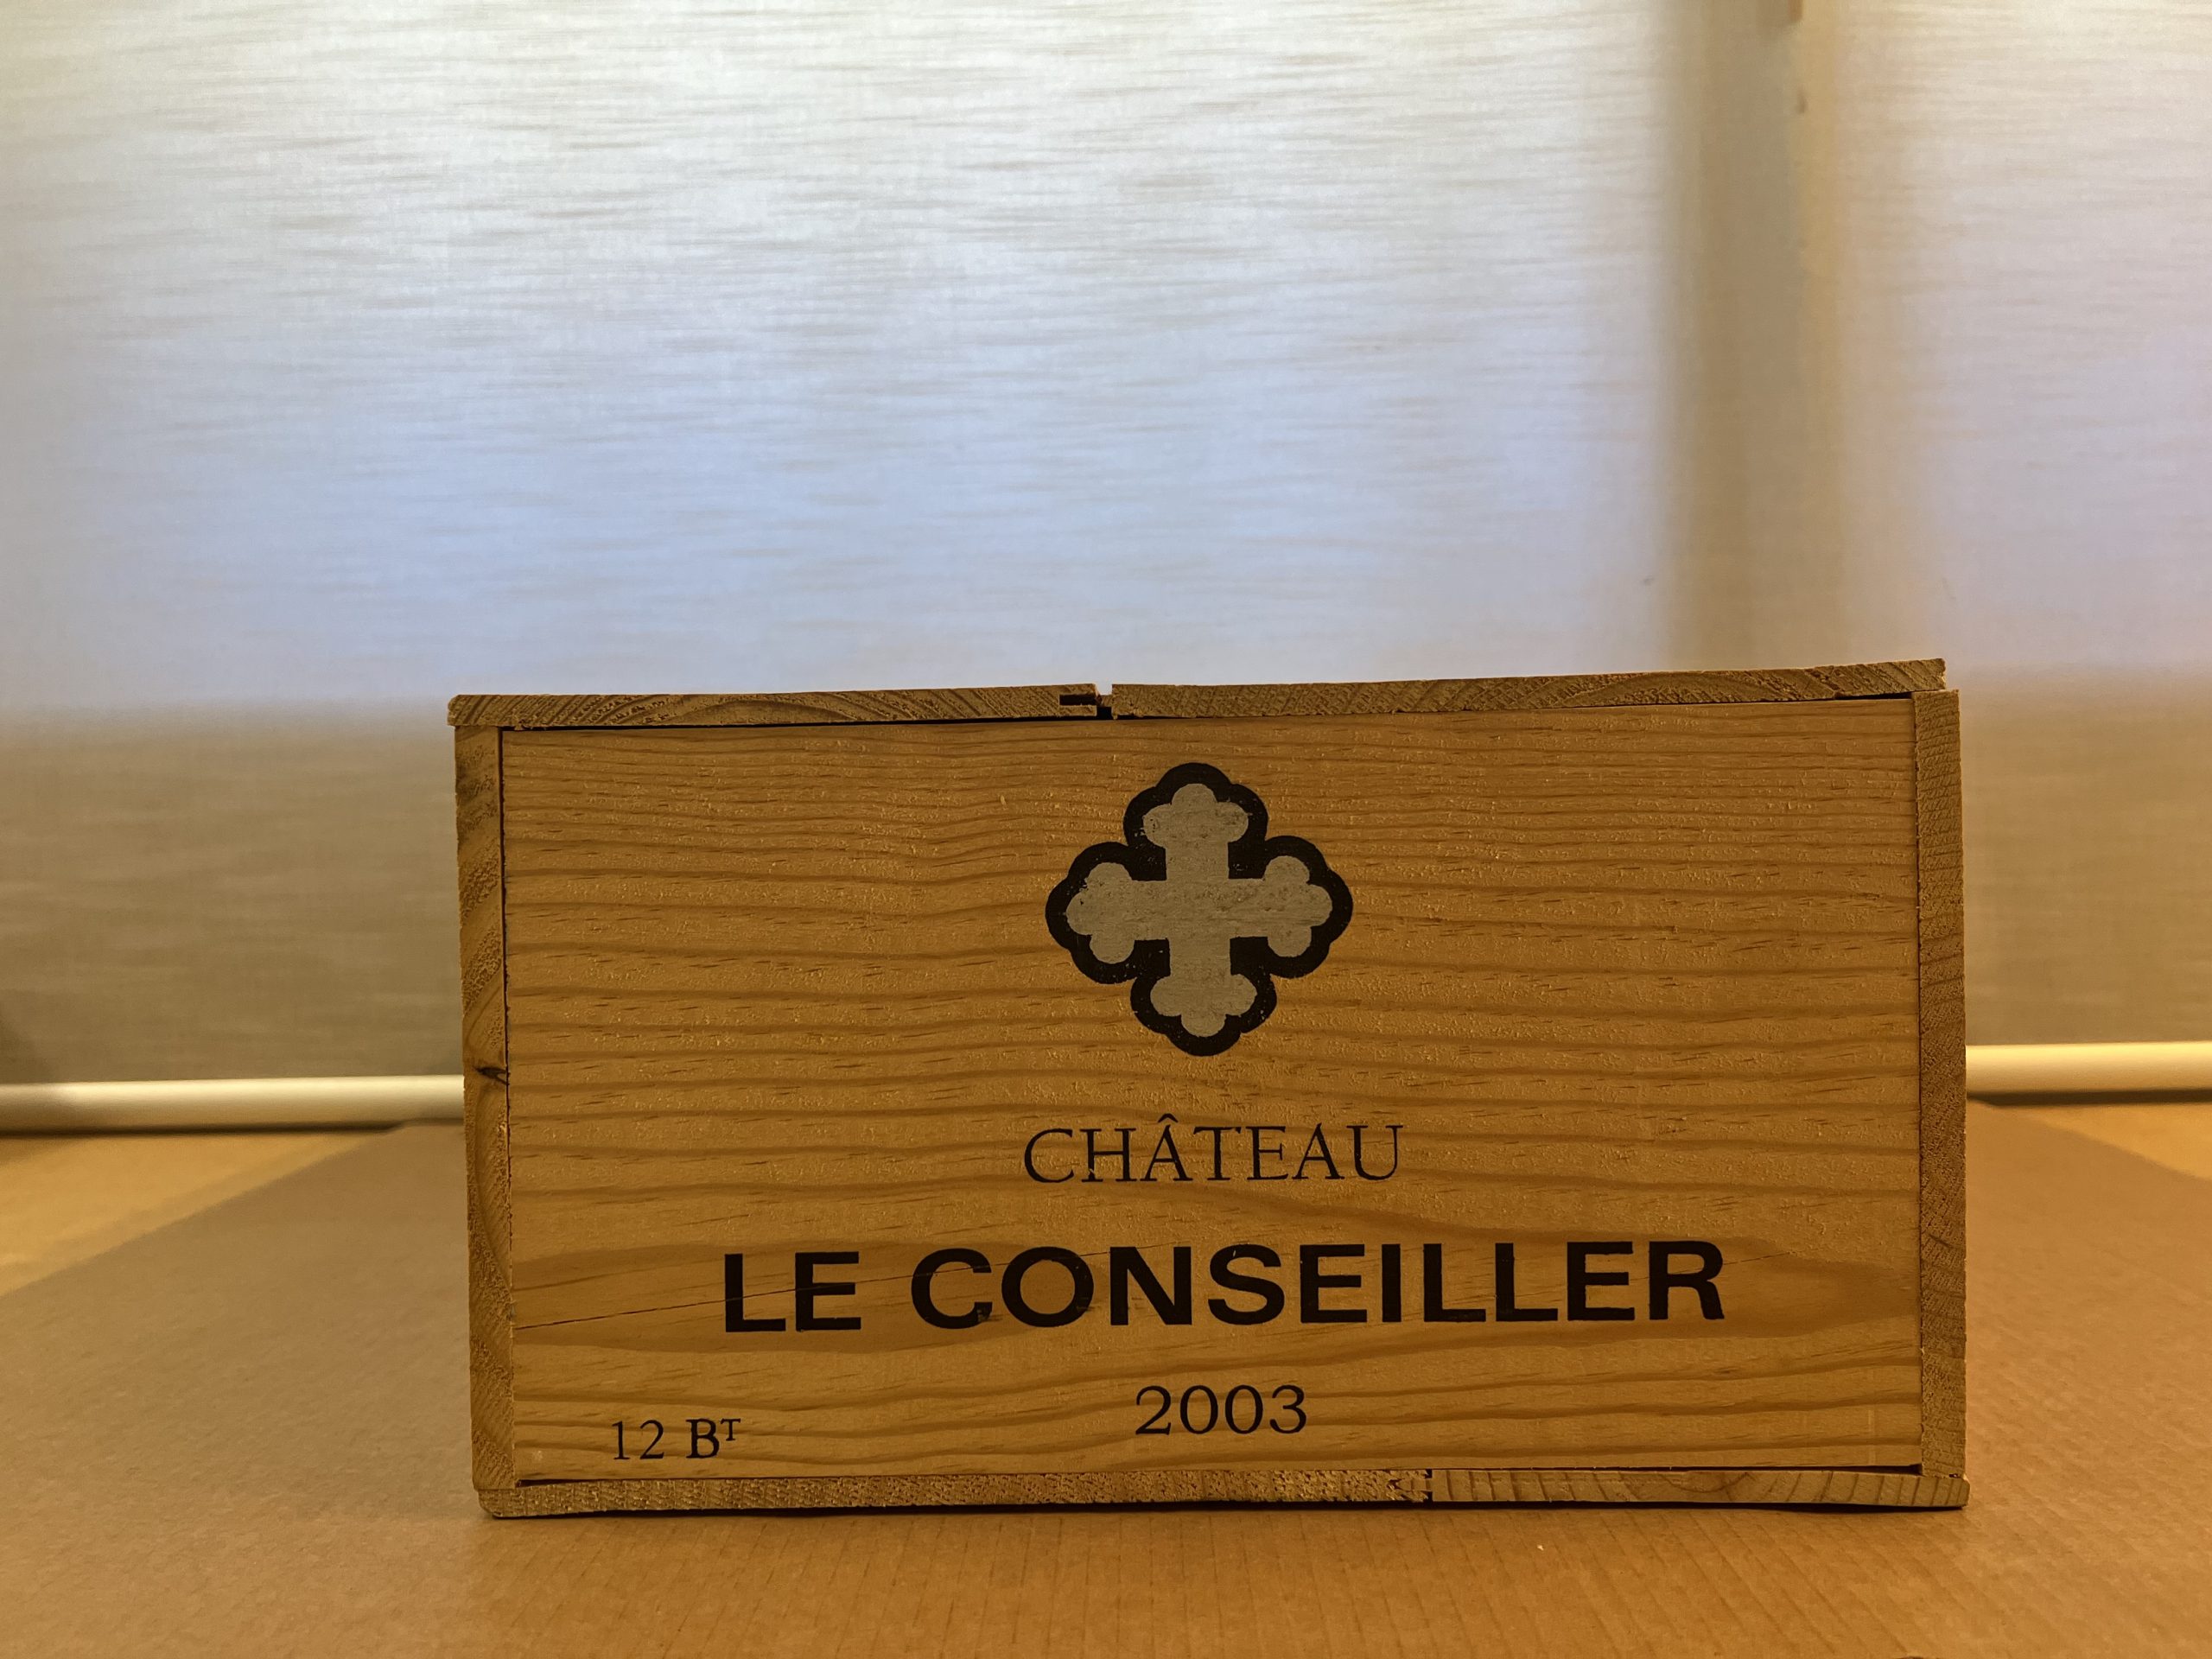 CHÂTEAU
LE CONSEILLER
2003
12 Bᵀ